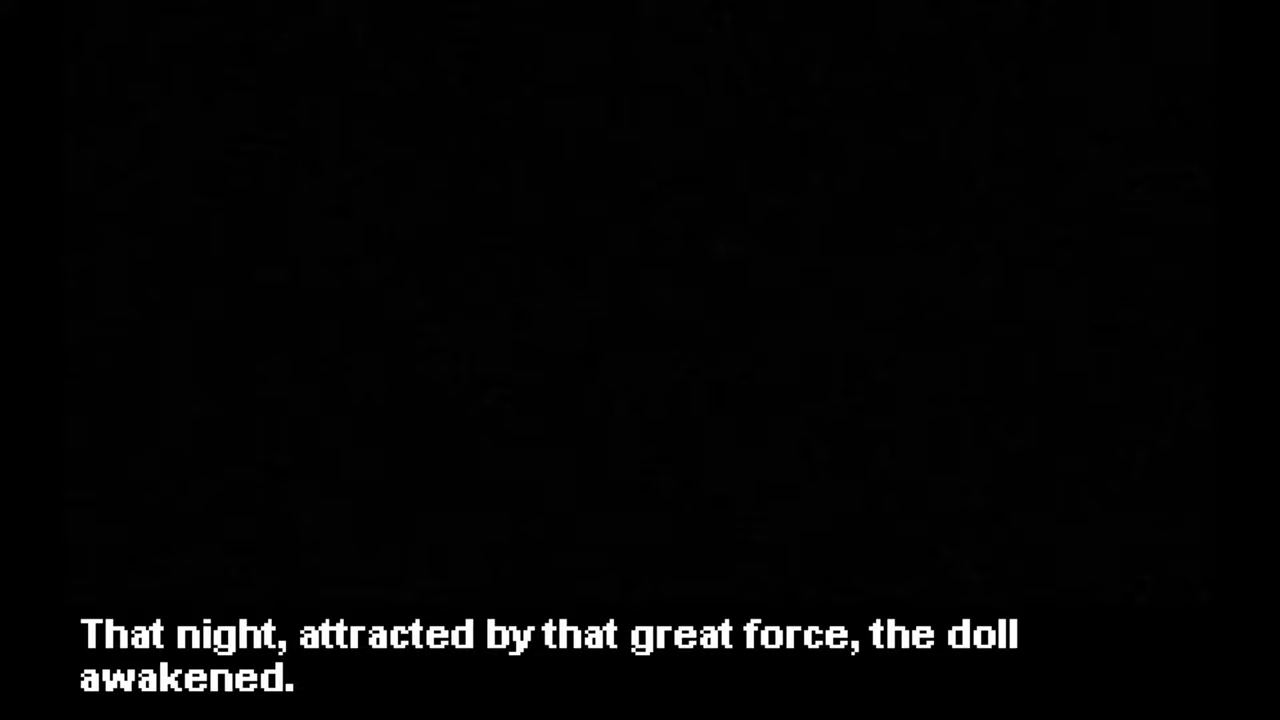 That night, attracted by that great force, the doll
awakened.